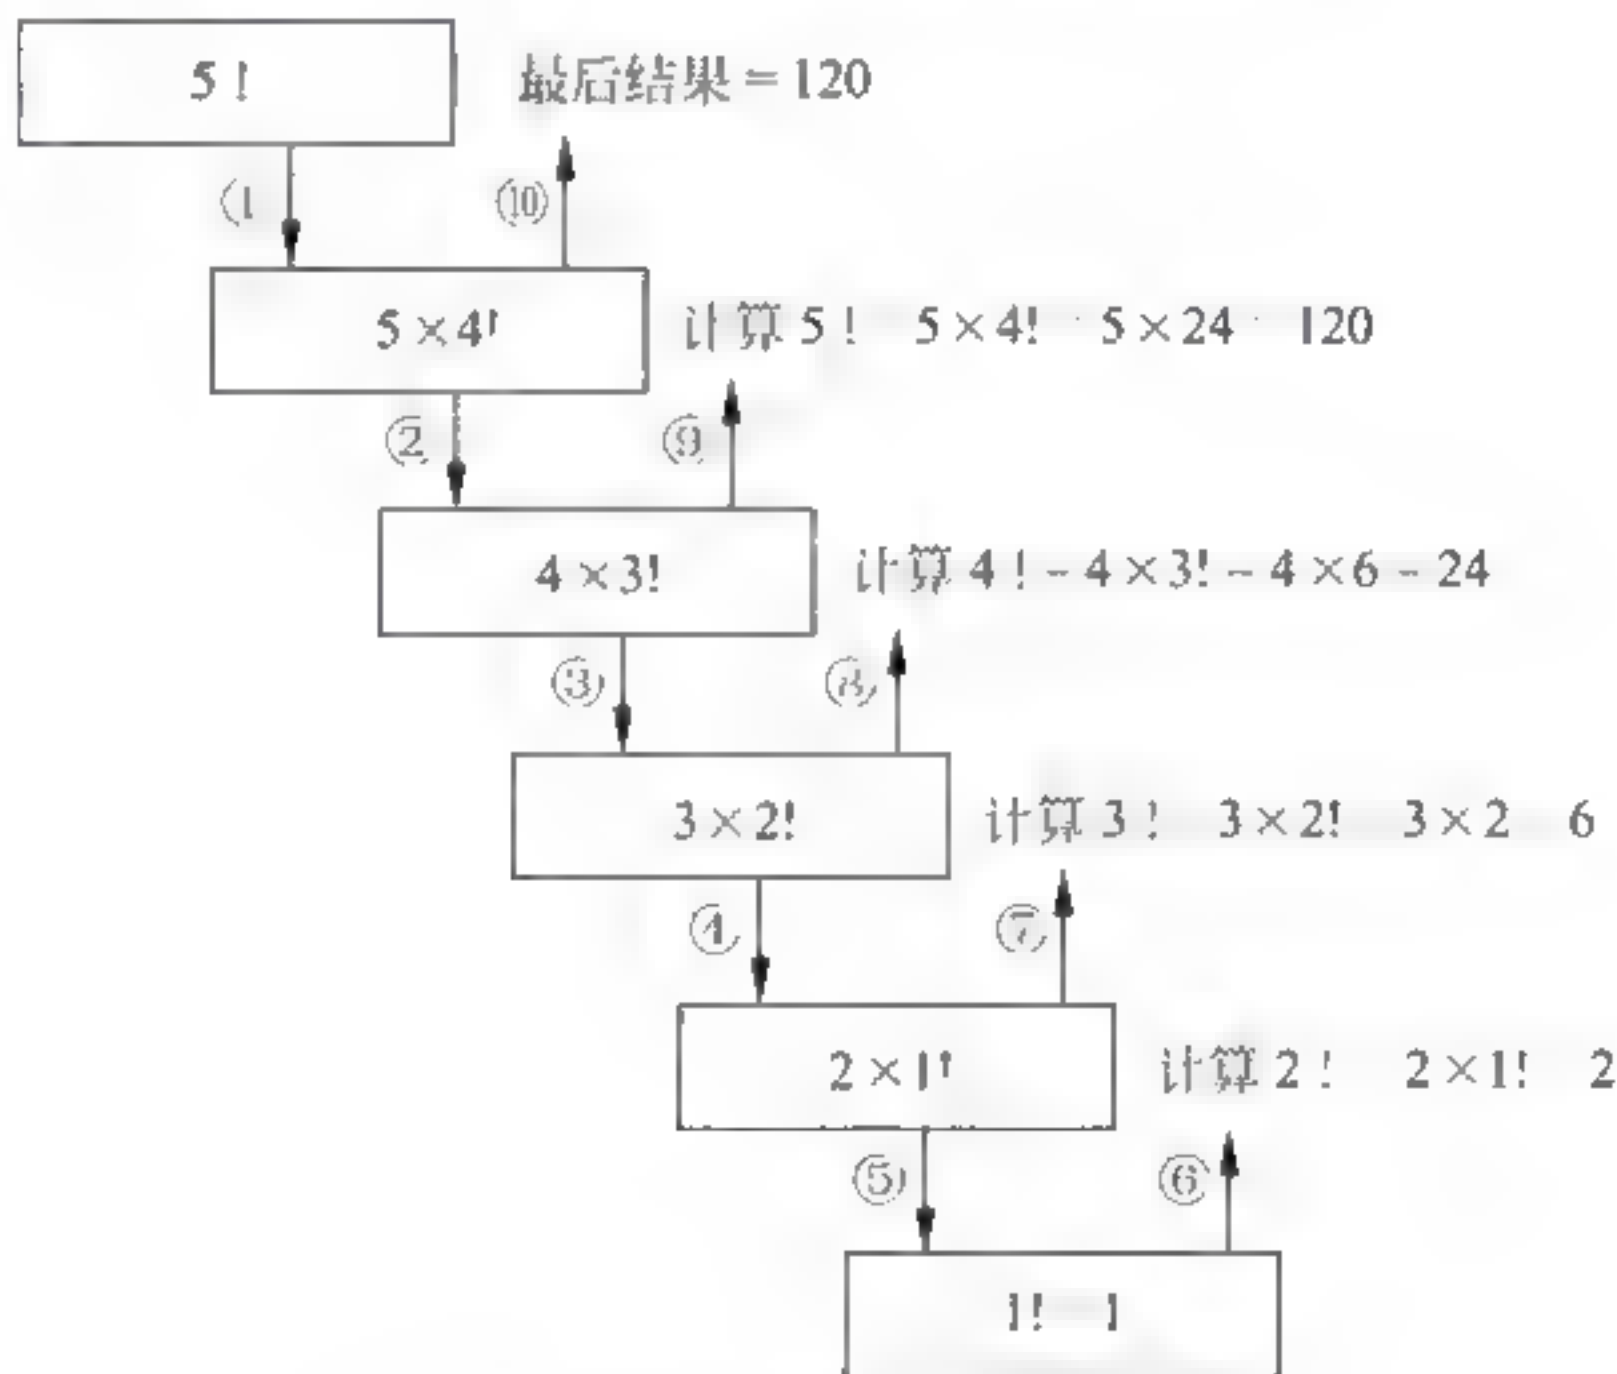 5！ 最后结果 = 120
① ⑩
5×4! 计算 5！ 5×4! 5×24 120
② ⑨
4×3! 计算 4！－4×3!－4×6－24
③ ⑧
3×2! 计算 3！ 3×2! 3×2 6
④ ⑦
2×1! 计算 2！ 2×1! 2
⑤ ⑥
1! 1